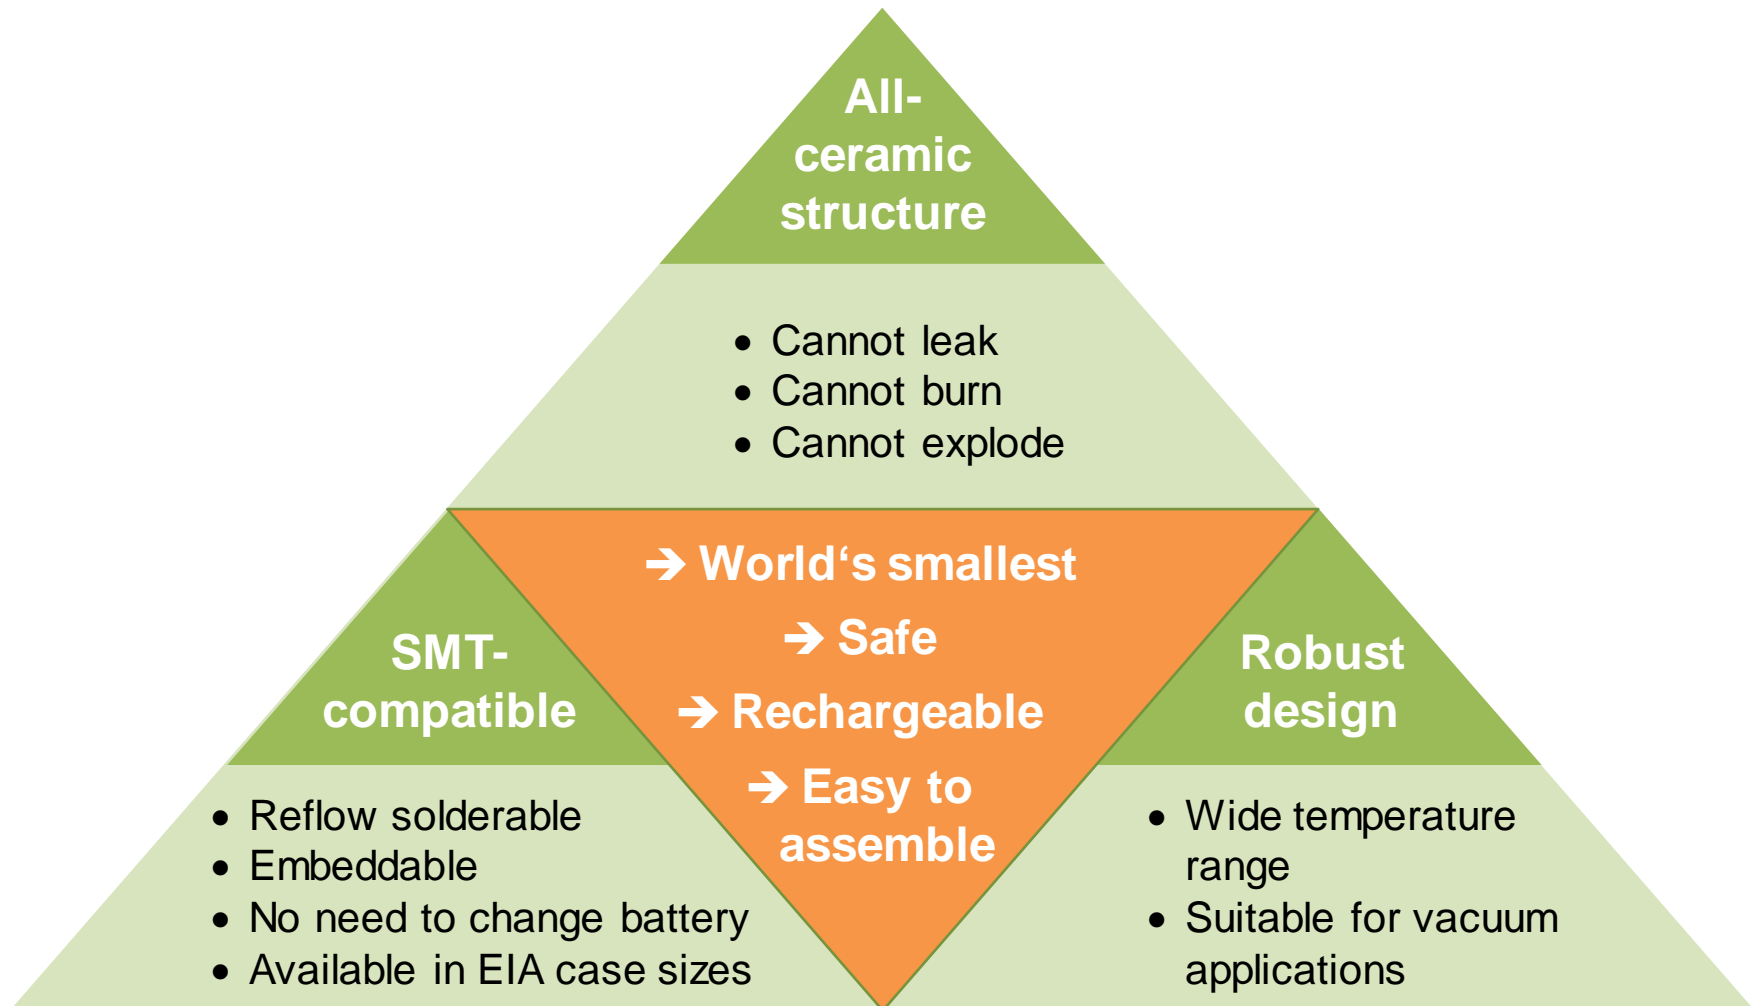 All-
ceramic
structure
• Cannot leak
• Cannot burn
• Cannot explode
➔ World‘s smallest
➔ Safe
➔ Rechargeable
➔ Easy to
assemble
SMT-
compatible
• Reflow solderable
• Embeddable
• No need to change battery
• Available in EIA case sizes
Robust
design
• Wide temperature
range
• Suitable for vacuum
applications